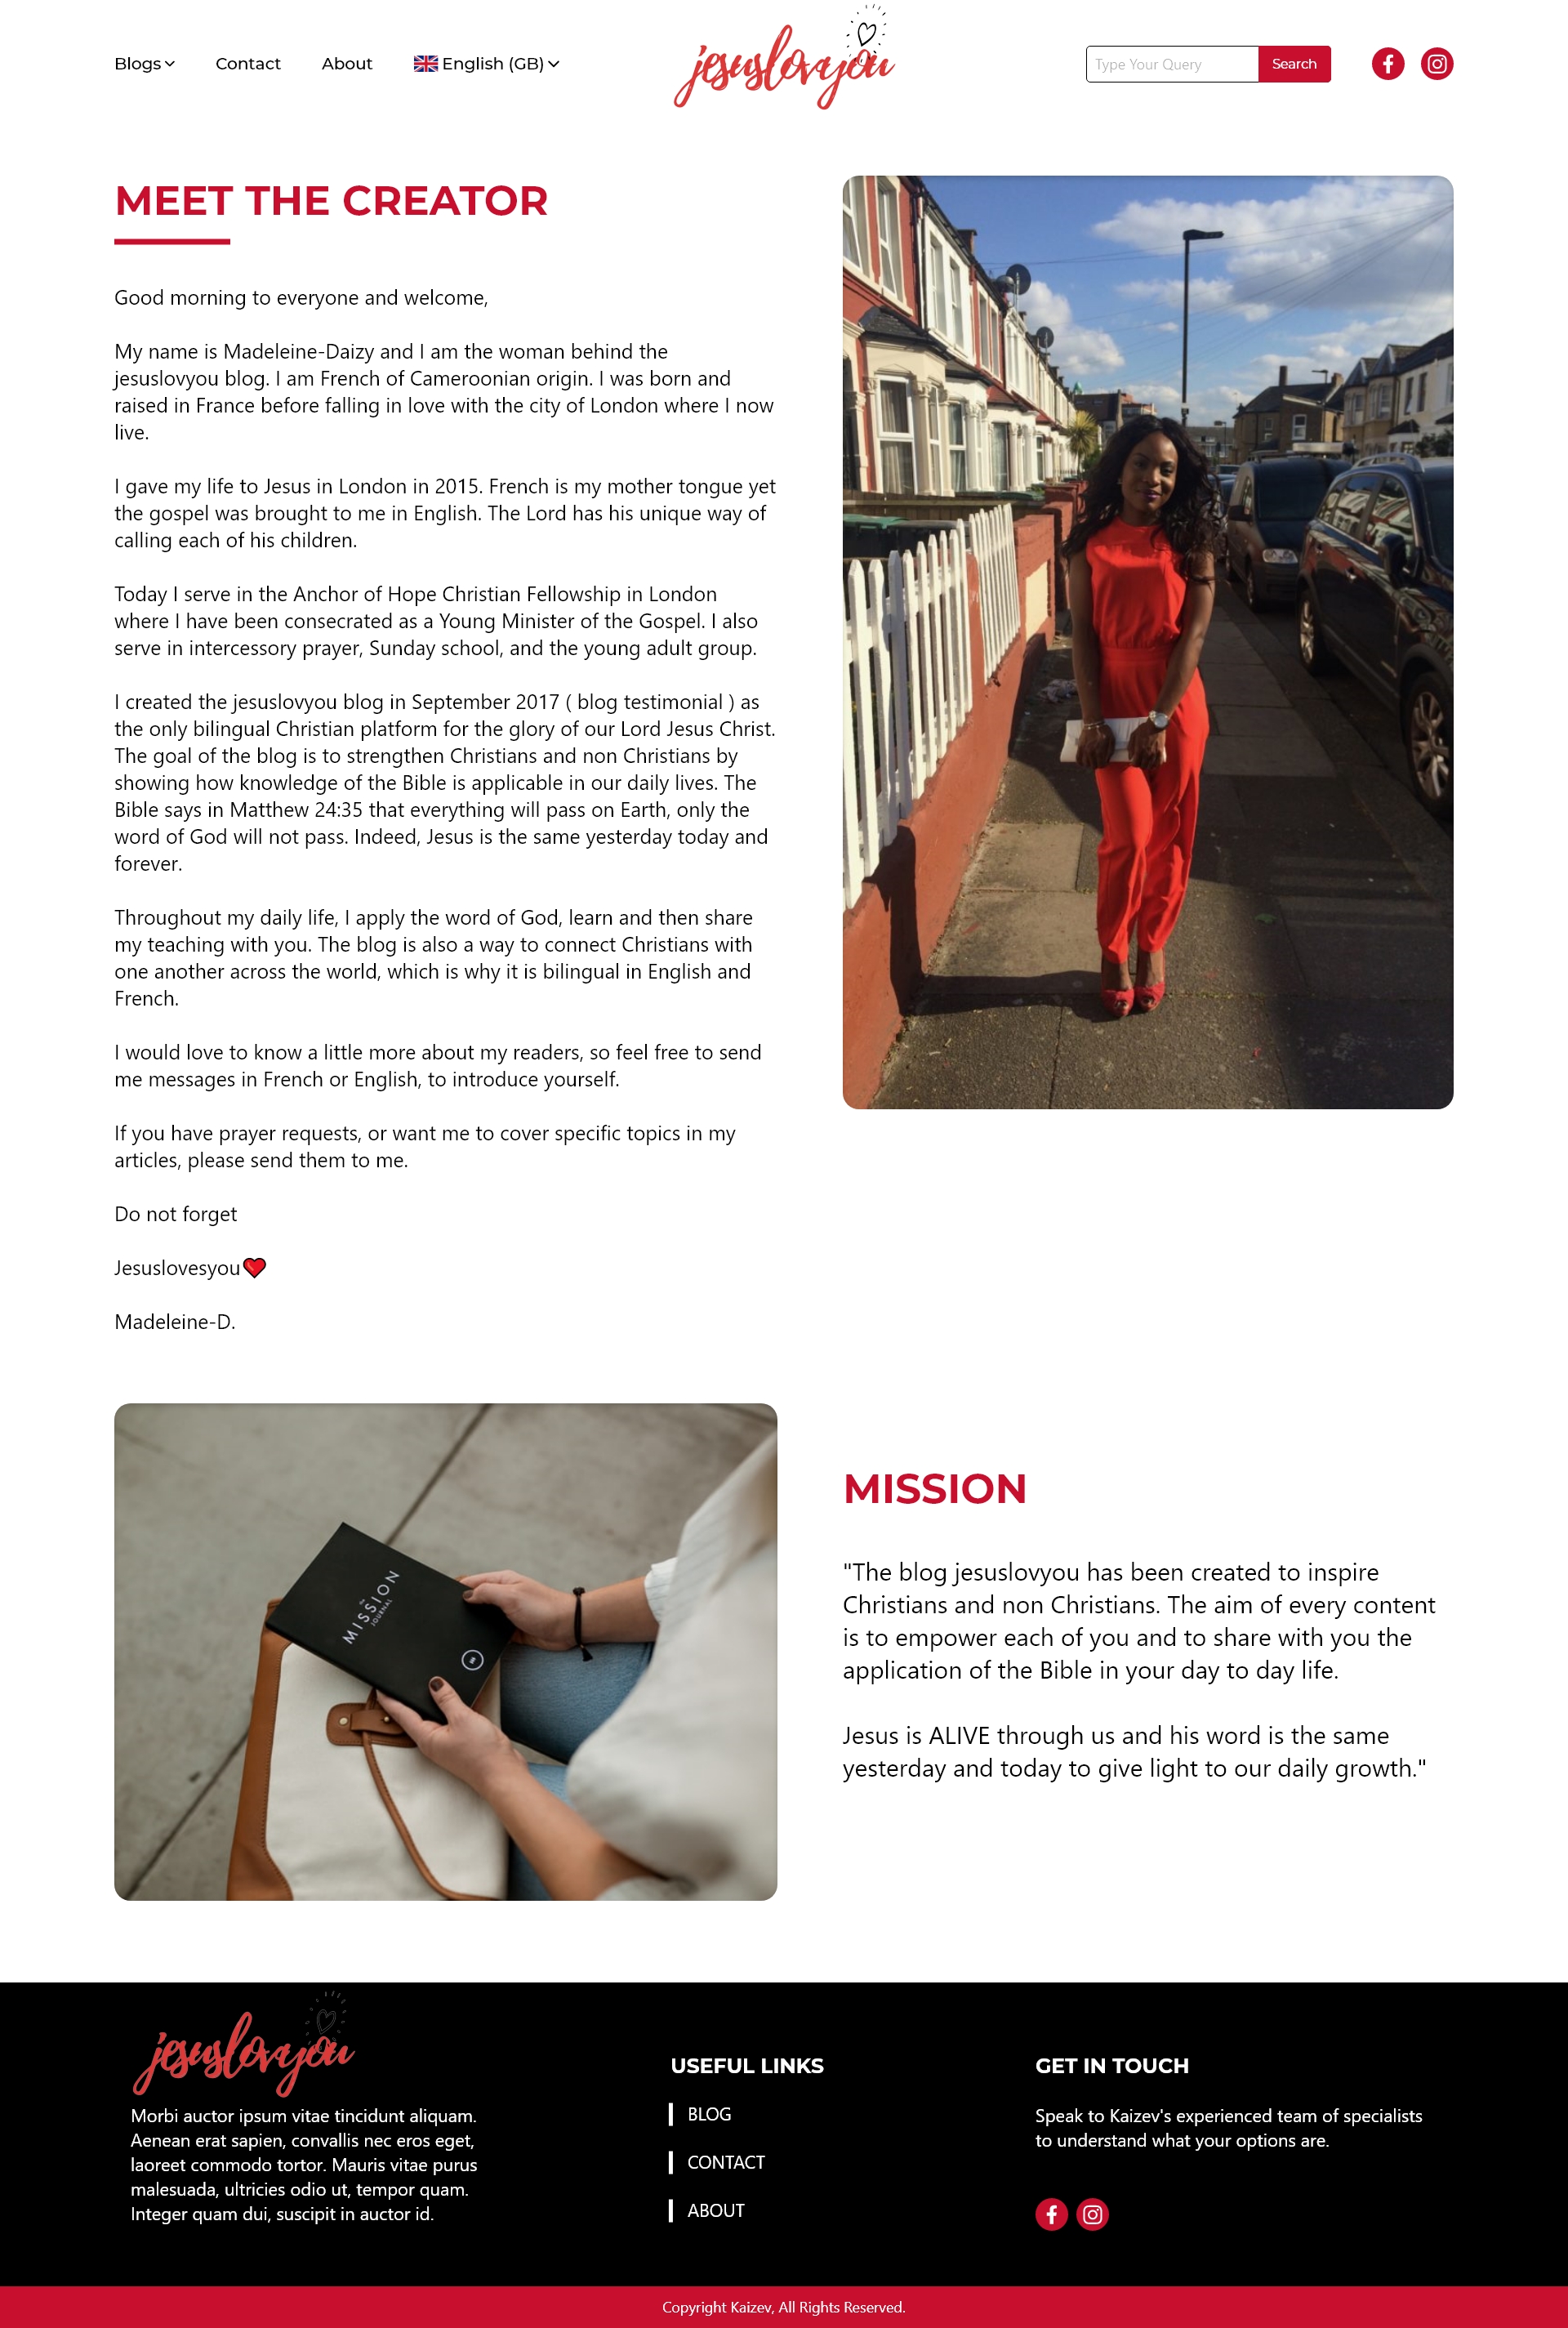 Blogs
Contact
About
English (GB)
jesuslovyou
Type Your Query
Search
MEET THE CREATOR
Good morning to everyone and welcome,
My name is Madeleine-Daizy and I am the woman behind the
jesuslovyou blog. I am French of Cameroonian origin. I was born and
raised in France before falling in love with the city of London where I now
live.
I gave my life to Jesus in London in 2015. French is my mother tongue yet
the gospel was brought to me in English. The Lord has his unique way of
calling each of his children.
Today I serve in the Anchor of Hope Christian Fellowship in London
where I have been consecrated as a Young Minister of the Gospel. I also
serve in intercessory prayer, Sunday school, and the young adult group.
I created the jesuslovyou blog in September 2017 ( blog testimonial ) as
the only bilingual Christian platform for the glory of our Lord Jesus Christ.
The goal of the blog is to strengthen Christians and non Christians by
showing how knowledge of the Bible is applicable in our daily lives. The
Bible says in Matthew 24:35 that everything will pass on Earth, only the
word of God will not pass. Indeed, Jesus is the same yesterday today and
forever.
Throughout my daily life, I apply the word of God, learn and then share
my teaching with you. The blog is also a way to connect Christians with
one another across the world, which is why it is bilingual in English and
French.
I would love to know a little more about my readers, so feel free to send
me messages in French or English, to introduce yourself.
If you have prayer requests, or want me to cover specific topics in my
articles, please send them to me.
Do not forget
Jesuslovesyou❤
Madeleine-D.
the
MISSION
JOURNAL
MISSION
"The blog jesuslovyou has been created to inspire
Christians and non Christians. The aim of every content
is to empower each of you and to share with you the
application of the Bible in your day to day life.
Jesus is ALIVE through us and his word is the same
yesterday and today to give light to our daily growth."
jesuslovyou
Morbi auctor ipsum vitae tincidunt aliquam.
Aenean erat sapien, convallis nec eros eget,
laoreet commodo tortor. Mauris vitae purus
malesuada, ultricies odio ut, tempor quam.
Integer quam dui, suscipit in auctor id.
USEFUL LINKS
BLOG
CONTACT
ABOUT
GET IN TOUCH
Speak to Kaizev's experienced team of specialists
to understand what your options are.
Copyright Kaizev, All Rights Reserved.